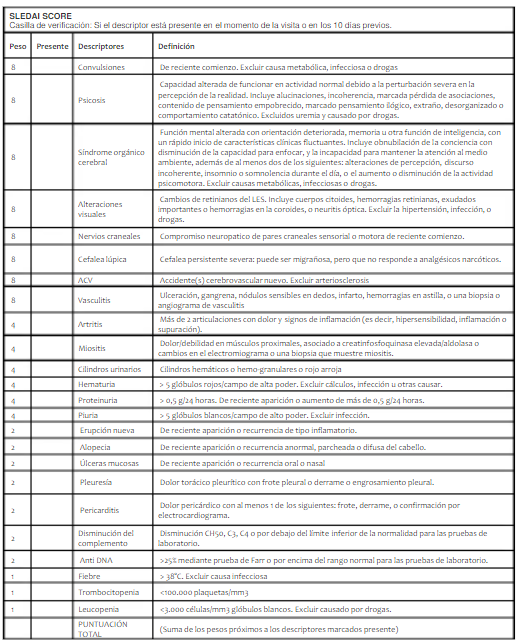 SLEDAI SCORE
Casilla de verificación: Si el descriptor está presente en el momento de la visita o en los 10 días previos.
Peso Presente Descriptores Definición
8 Convulsiones De reciente comienzo. Excluir causa metabólica, infecciosa o drogas
8 Psicosis Capacidad alterada de funcionar en actividad normal debido a la perturbación severa en la
percepción de la realidad. Incluye alucinaciones, incoherencia, marcada pérdida de asociaciones,
contenido de pensamiento empobrecido, marcado pensamiento ilógico, extraño, desorganizado o
comportamiento catatónico. Excluidos uremia y causado por drogas.
8 Síndrome orgánico cerebral Función mental alterada con orientación deteriorada, memoria u otra función de inteligencia, con
un rápido inicio de características clínicas fluctuantes. Incluye obnubilación de la conciencia con
disminución de la capacidad para enfocar, y la incapacidad para mantener la atención al medio
ambiente, además de al menos dos de los siguientes: alteraciones de percepción, discurso
incoherente, insomnio o somnolencia durante el día, o el aumento o disminución de la actividad
psicomotora. Excluir causas metabólicas, infecciosas o drogas.
8 Alteraciones visuales Cambios de retinianos del LES. Incluye cuerpos citoides, hemorragias retinianas, exudados
importantes o hemorragias en la coroides, o neuritis óptica. Excluir la hipertensión, infección, o
drogas.
8 Nervios craneales Compromiso neuropatico de pares craneales sensorial o motora de reciente comienzo.
8 Cefalea lúpica Cefalea persistente severa: puede ser migrañosa, pero que no responde a analgésicos narcóticos.
8 ACV Accidente(s) cerebrovascular nuevo. Excluir arteriosclerosis
8 Vasculitis Ulceración, gangrena, nódulos sensibles en dedos, infarto, hemorragias en astilla, o una biopsia o
angiograma de vasculitis
4 Artritis Más de 2 articulaciones con dolor y signos de inflamación (es decir, hipersensibilidad, inflamación o
supuración).
4 Miositis Dolor/debilidad en músculos proximales, asociado a creatinfosfoquinasa elevada/aldolasa o
cambios en el electromiograma o una biopsia que muestre miositis.
4 Cilindros urinarios Cilindros hemáticos o hemo-granulares o rojo arroja
4 Hematuria > 5 glóbulos rojos/campo de alta poder. Excluir cálculos, infección u otras causar.
4 Proteinuria > 0,5 g/24 horas. De reciente aparición o aumento de más de 0,5 g/24 horas.
4 Piuria > 5 glóbulos blancos/campo de alto poder. Excluir infección.
2 Erupción nueva De reciente aparición o recurrencia de tipo inflamatorio.
2 Alopecia De reciente aparición o recurrencia anormal, parcheada o difusa del cabello.
2 Úlceras mucosas De reciente aparición o recurrencia oral o nasal
2 Pleuresía Dolor torácico pleurítico con frote pleural o derrame o engrosamiento pleural.
2 Pericarditis Dolor pericárdico con al menos 1 de los siguientes: frote, derrame, o confirmación por
electrocardiograma.
2 Disminución del complemento Disminución CH50, C3, C4 o por debajo del límite inferior de la normalidad para las pruebas de
laboratorio.
2 Anti DNA >25% mediante prueba de Farr o por encima del rango normal para las pruebas de laboratorio.
1 Fiebre > 38°C. Excluir causa infecciosa
1 Trombocitopenia <100.000 plaquetas/mm3
1 Leucopenia <3.000 células/mm3 glóbulos blancos. Excluir causado por drogas.
PUNTUACIÓN TOTAL (Suma de los pesos próximos a los descriptores marcados presente)